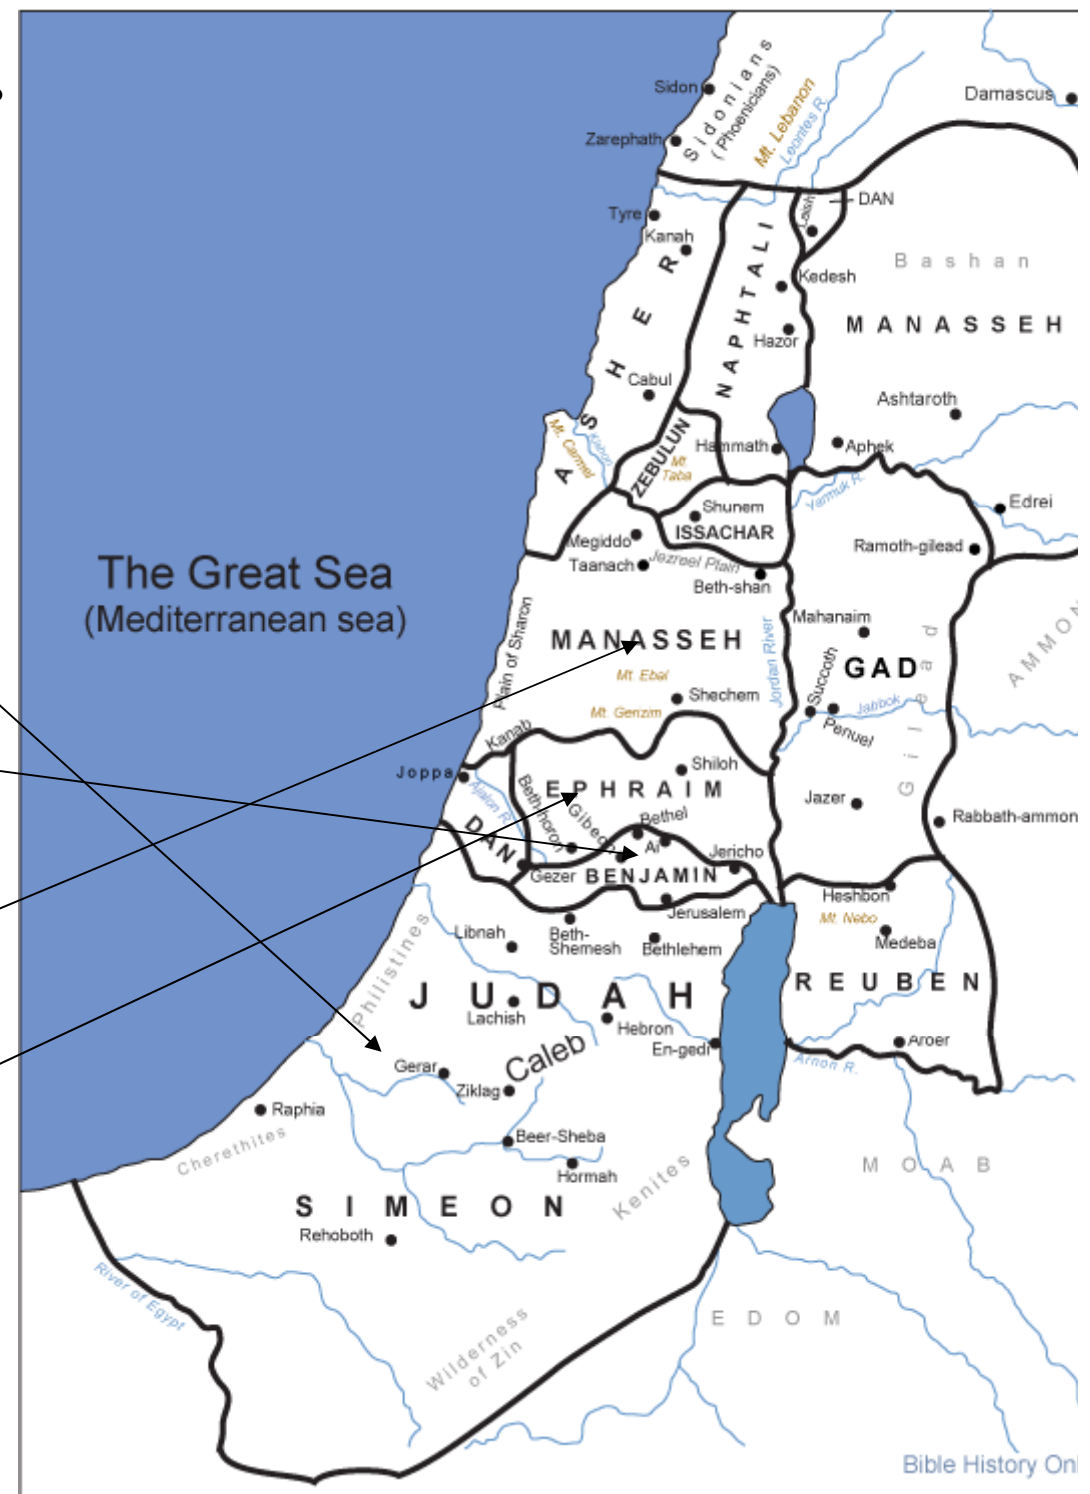 Sidon
Sidonians
(Phoenicians)
Mt. Lebanon
Leontes R.
Damascus
Zarephath
Tyre
Kanah
Laish
DAN
Bashan
ASHER
NAPHTALI
Kedesh
MANASSEH
Hazor
Cabul
Ashtaroth
Mt. Carmel
Kishon
ZEBULUN
Mt.
Taba
Hammath
Aphek
Yarmuk R.
Edrei
Shunem
ISSACHAR
Megiddo
Taanach
Jezreel Plain
Beth-shan
Ramoth-gilead
The Great Sea
(Mediterranean sea)
Plain of Sharon
MANASSEH
Mt. Ebal
Shechem
Mt. Gerizim
Jordan River
Mahanaim
GAD
Succoth
Jabbok
Penuel
Gilead
AMMON
Kanab
Joppa
Ajalon R.
EPHRAIM
Shiloh
Beth-horon
Gibeon
Bethel
Ai
Jericho
Jazer
Rabbath-ammon
DAN
Gezer
BENJAMIN
Jerusalem
Heshbon
Mt. Nebo
Medeba
Libnah
Beth-
Shemesh
Bethlehem
Philistines
JUDAH
REUBEN
Lachish
Hebron
En-gedi
Aroer
Arnon R.
Caleb
Gerar
Ziklag
Raphia
Cherethites
Beer-Sheba
Hormah
Kenites
MOAB
SIMEON
Rehoboth
River of Egypt
Wilderness
of Zin
EDOM
Bible History Onl